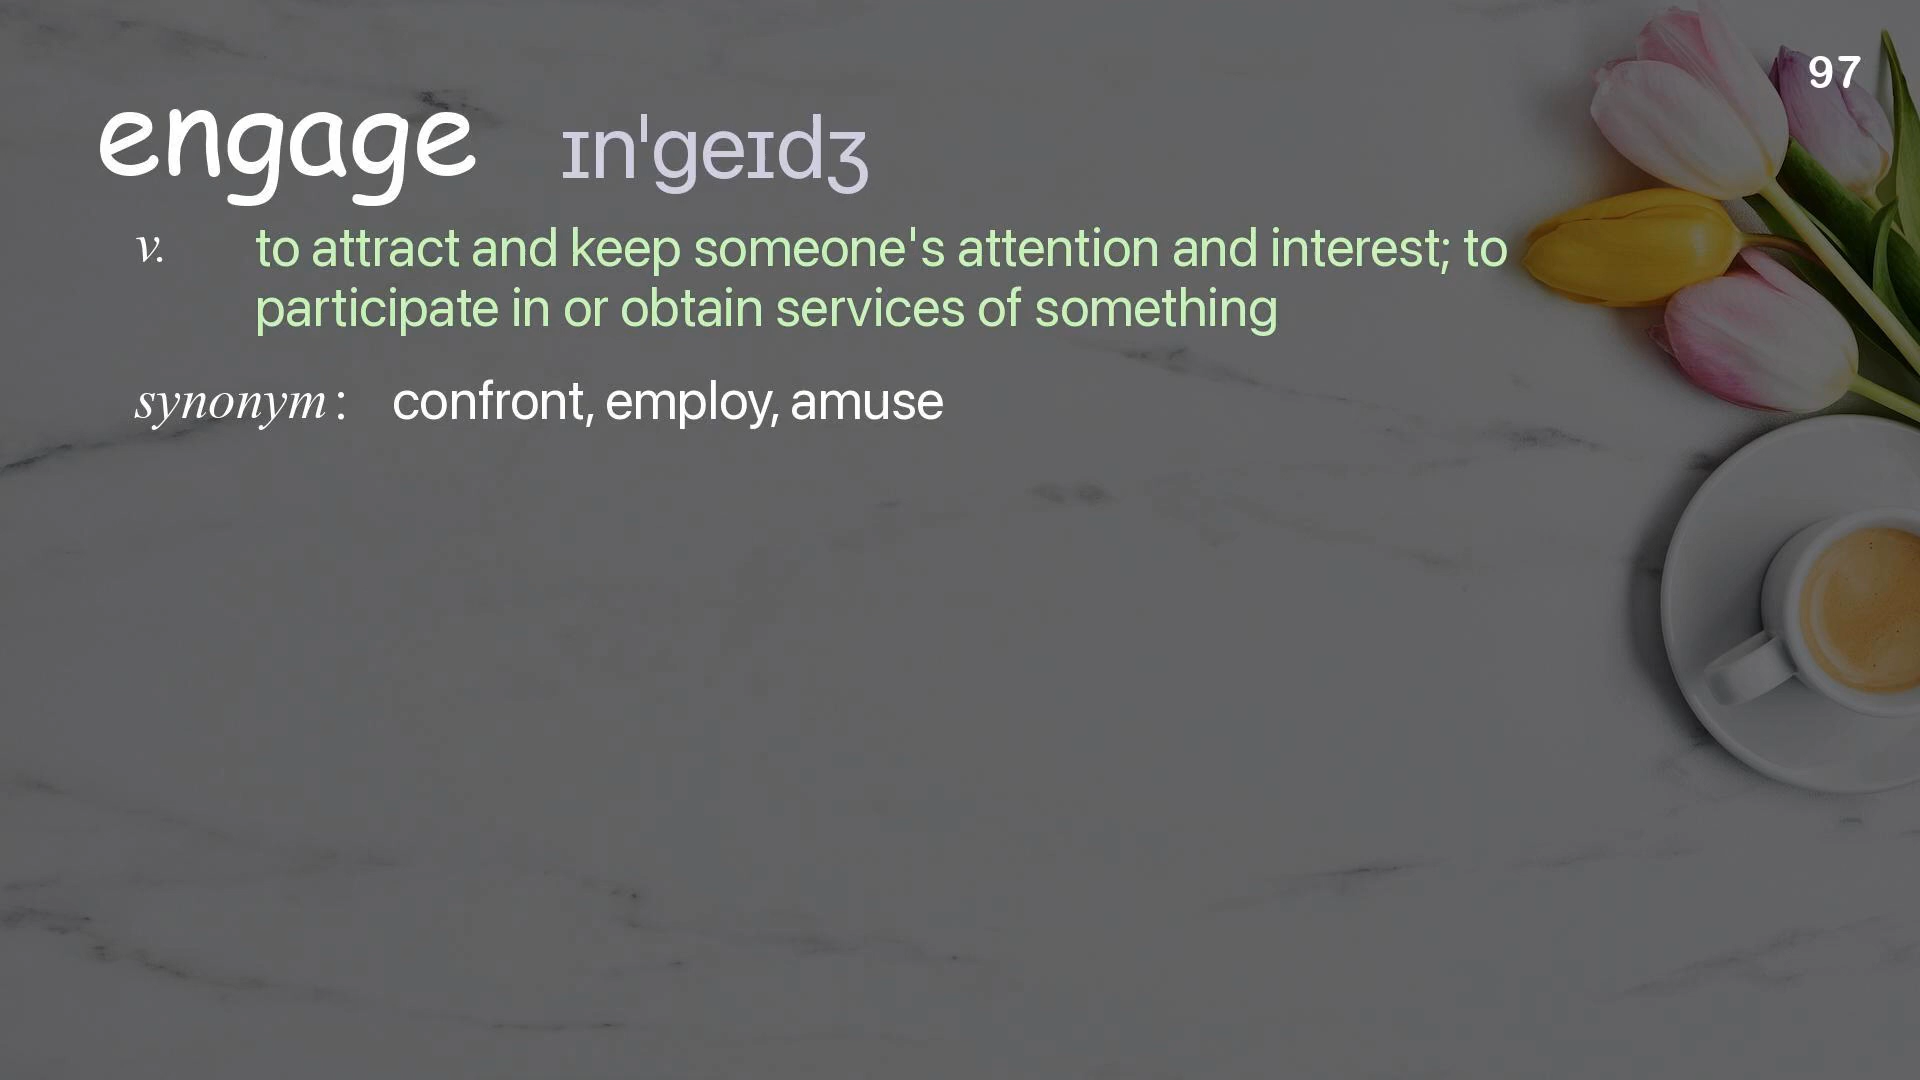 97
engage ɪnˈgeɪdʒ
v. to attract and keep someone's attention and interest; to
participate in or obtain services of something
synonym: confront, employ, amuse